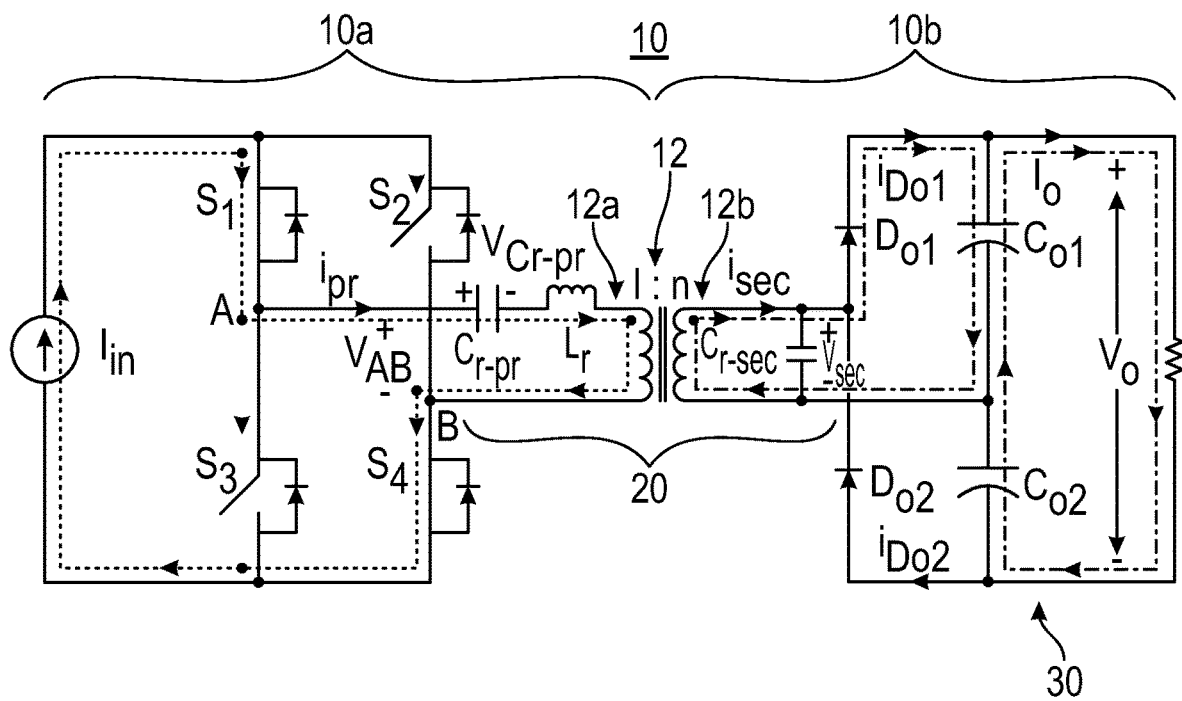 10a
10
10b
12
S1
S2
12a
12b
iDo1
Io
+
VCr-pr
Do1
Co1
ipr
+
-
l
:
n
isec
A
Iin
+
VAB
-
Cr-pr
Lr
Cr-sec
+
Vsec
-
Vo
B
S3
S4
20
Do2
Co2
iDo2
-
30